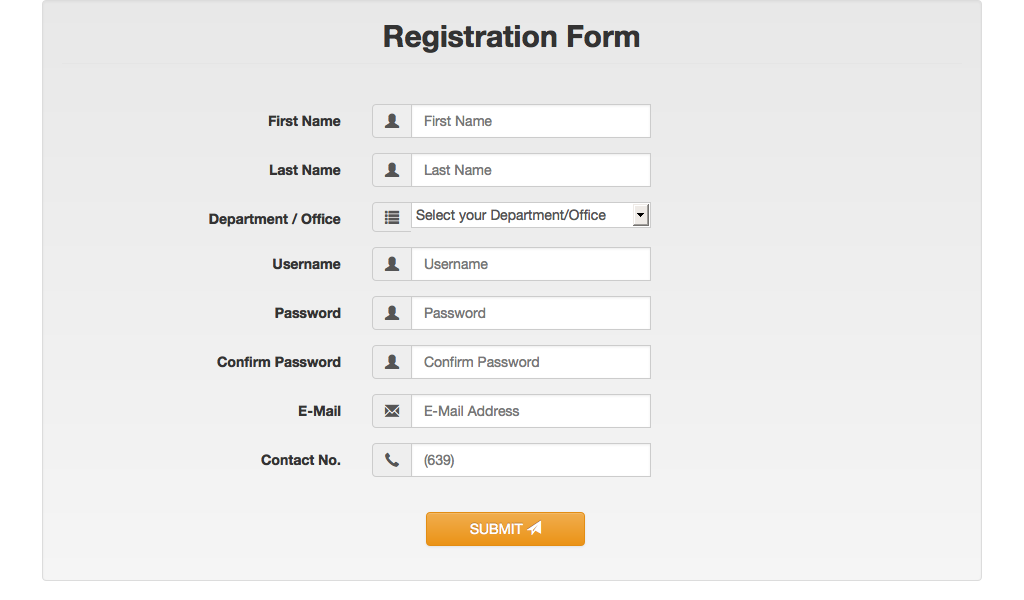 Registration Form
First Name First Name
Last Name Last Name
Department / Office Select your Department/Office
Username Username
Password Password
Confirm Password Confirm Password
E-Mail E-Mail Address
Contact No. (639)
SUBMIT